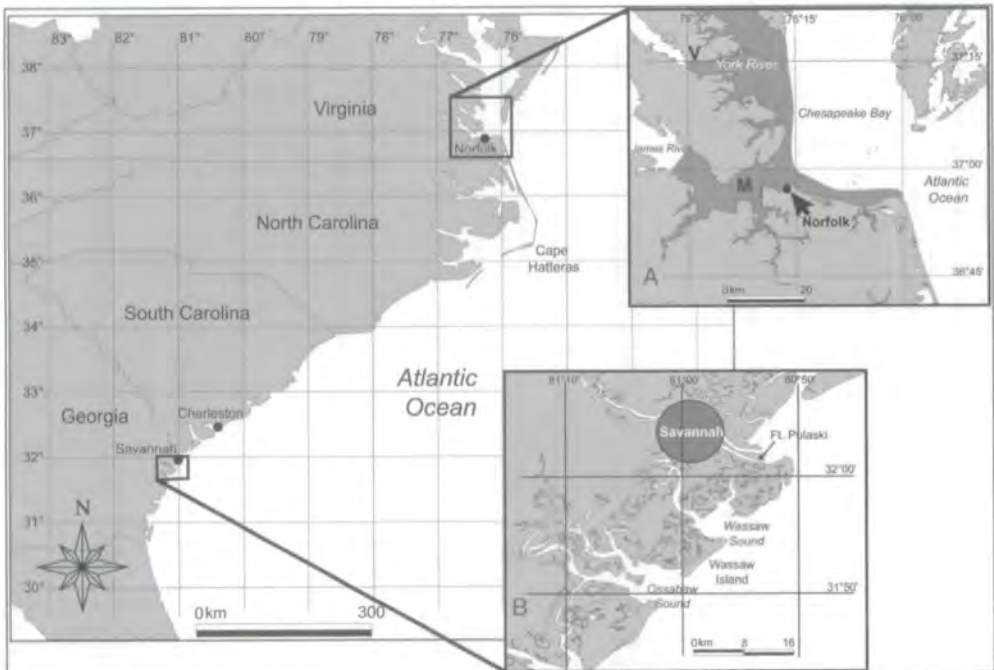 83°
82°
81°
80°
79°
78°
77°
76°
38°
37°
36°
35°
34°
33°
32°
31°
30°
Virginia
Norfolk
North Carolina
Cape
Hatteras
South Carolina
Atlantic
Ocean
Georgia
Charleston
Savannah
N
0km
300
76°15'
76°00'
37°15'
V
York River
Chesapeake Bay
James River
37°00'
M
Atlantic
Ocean
Norfolk
36°45'
A
0km
20
81°10'
81°00'
80°50'
Savannah
Ft. Pulaski
32°00'
Wassaw
Sound
Wassaw
Island
31°50'
Ossabaw
Sound
B
0km
8
16